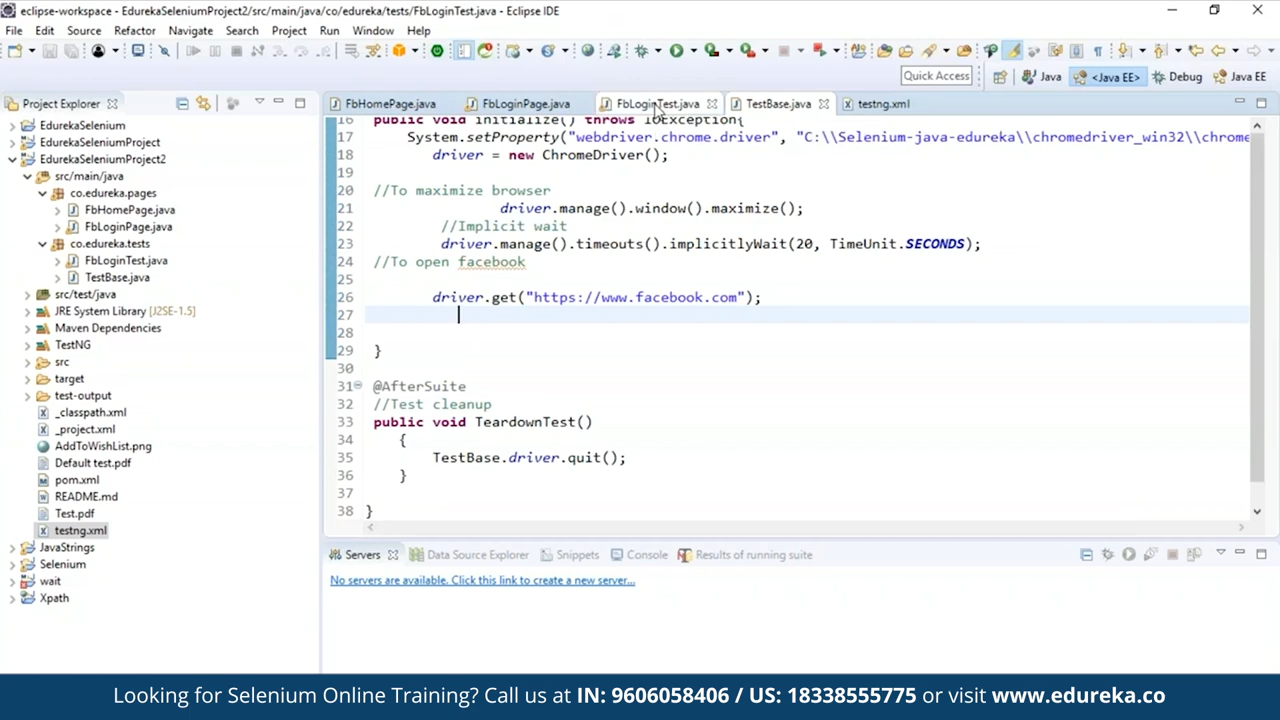 eclipse-workspace - EdurekaSeleniumProject2/src/main/java/co/edureka/tests/FbLoginTest.java - Eclipse IDE
File Edit Source Refactor Navigate Search Project Run Window Help
Quick Access Java <Java EE> Debug Java EE
Project Explorer
EdurekaSelenium
EdurekaSeleniumProject
EdurekaSeleniumProject2
src/main/java
co.edureka.pages
FbHomePage.java
FbLoginPage.java
co.edureka.tests
FbLoginTest.java
TestBase.java
src/test/java
JRE System Library [J2SE-1.5]
Maven Dependencies
TestNG
src
target
test-output
_classpath.xml
_project.xml
AddToWishList.png
Default test.pdf
pom.xml
README.md
Test.pdf
testng.xml
JavaStrings
Selenium
wait
Xpath
FbHomePage.java FbLoginPage.java FbLoginTest.java TestBase.java testng.xml
16 public void initialize() throws IOException{
17 System.setProperty("webdriver.chrome.driver", "C:\\Selenium-java-edureka\\chromedriver_win32\\chrome
18 driver = new ChromeDriver();
19
20 //To maximize browser
21 driver.manage().window().maximize();
22 //Implicit wait
23 driver.manage().timeouts().implicitlyWait(20, TimeUnit.SECONDS);
24 //To open facebook
25
26 driver.get("https://www.facebook.com");
27
28
29 }
30
31 @AfterSuite
32 //Test cleanup
33 public void TeardownTest()
34 {
35 TestBase.driver.quit();
36 }
37
38 }
Servers Data Source Explorer Snippets Console Results of running suite
No servers are available. Click this link to create a new server...
Looking for Selenium Online Training? Call us at IN: 9606058406 / US: 18338555775 or visit www.edureka.co